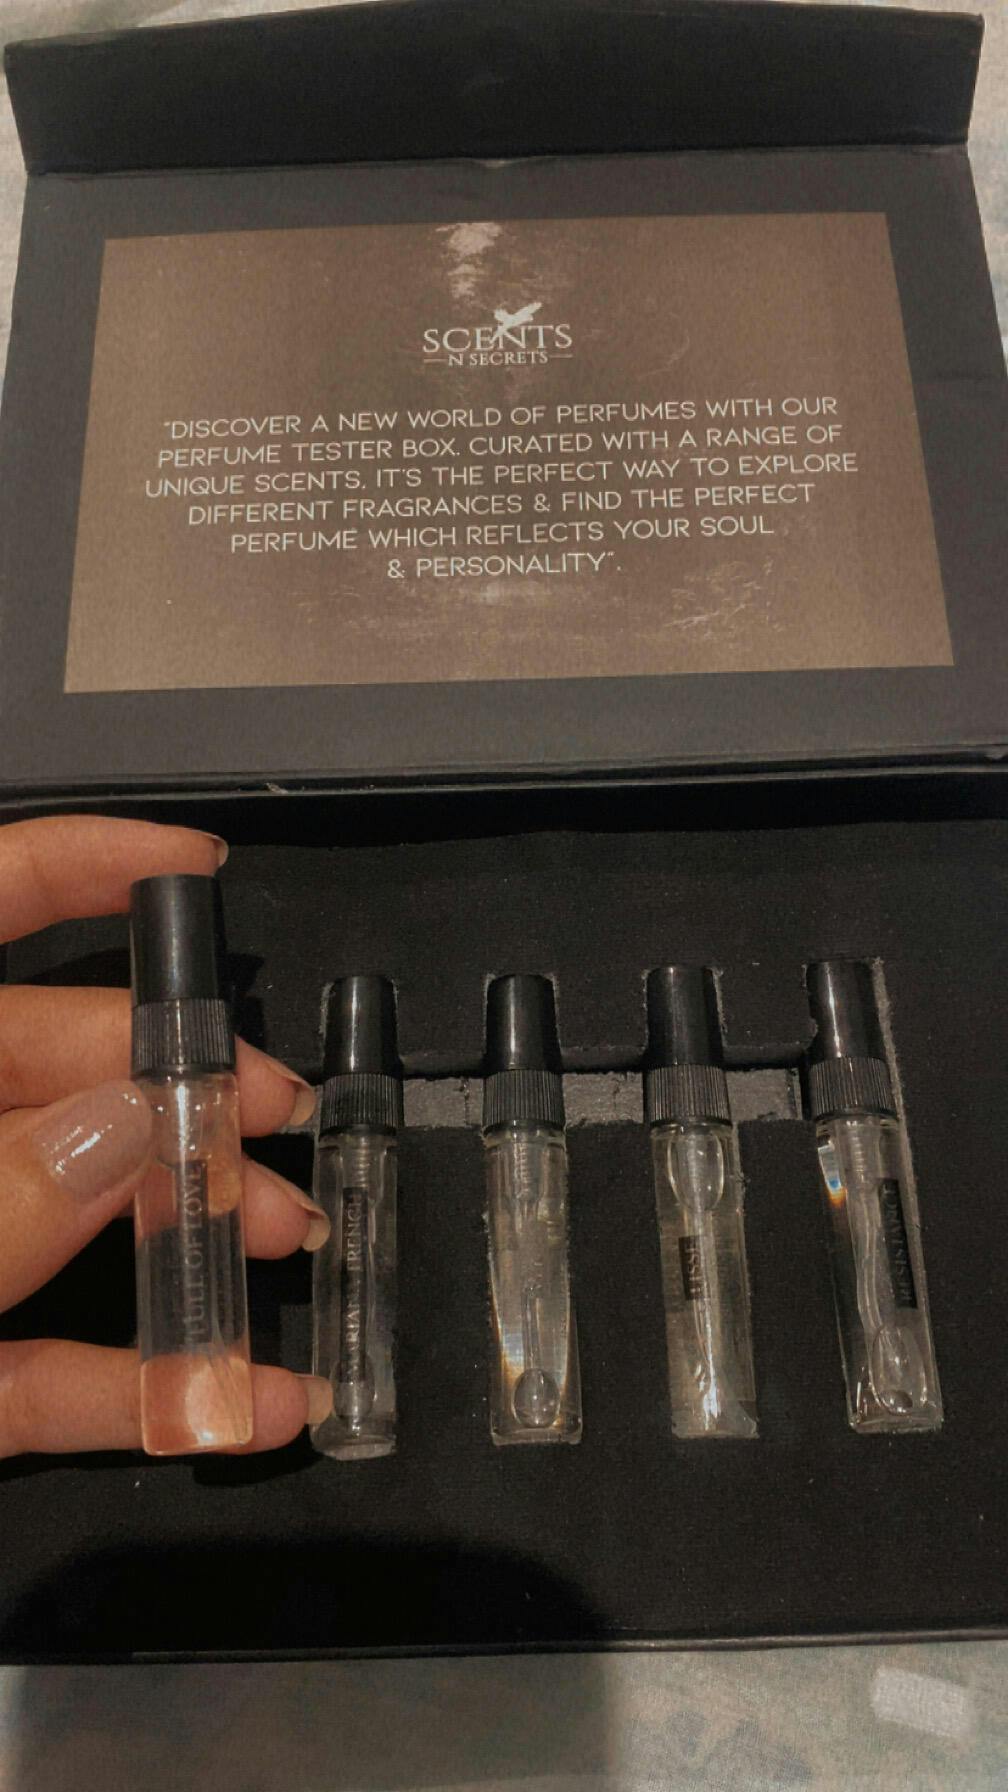 SCENTS
N SECRETS
"DISCOVER A NEW WORLD OF PERFUMES WITH OUR
PERFUME TESTER BOX. CURATED WITH A RANGE OF
UNIQUE SCENTS, IT'S THE PERFECT WAY TO EXPLORE
DIFFERENT FRAGRANCES & FIND THE PERFECT
PERFUME WHICH REFLECTS YOUR SOUL
& PERSONALITY".
FULL OF LOVE
FRENCH
RESISTANCE